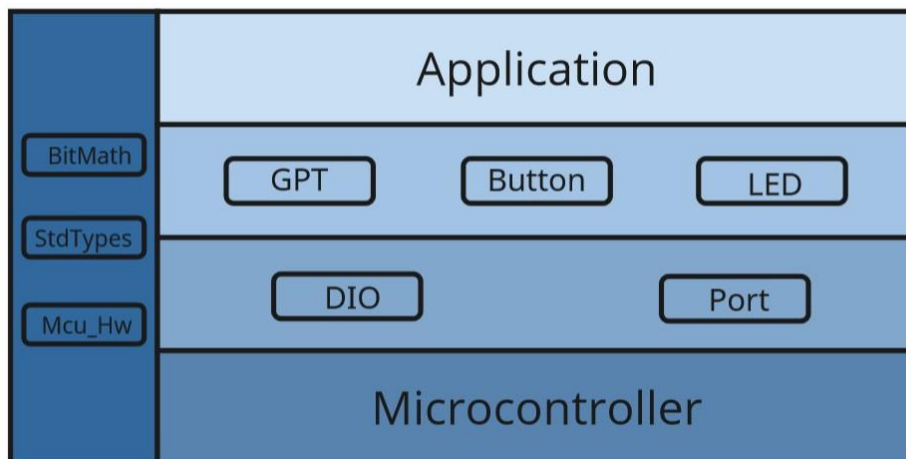 Application
BitMath
GPT
Button
LED
StdTypes
DIO
Port
Mcu_Hw
Microcontroller